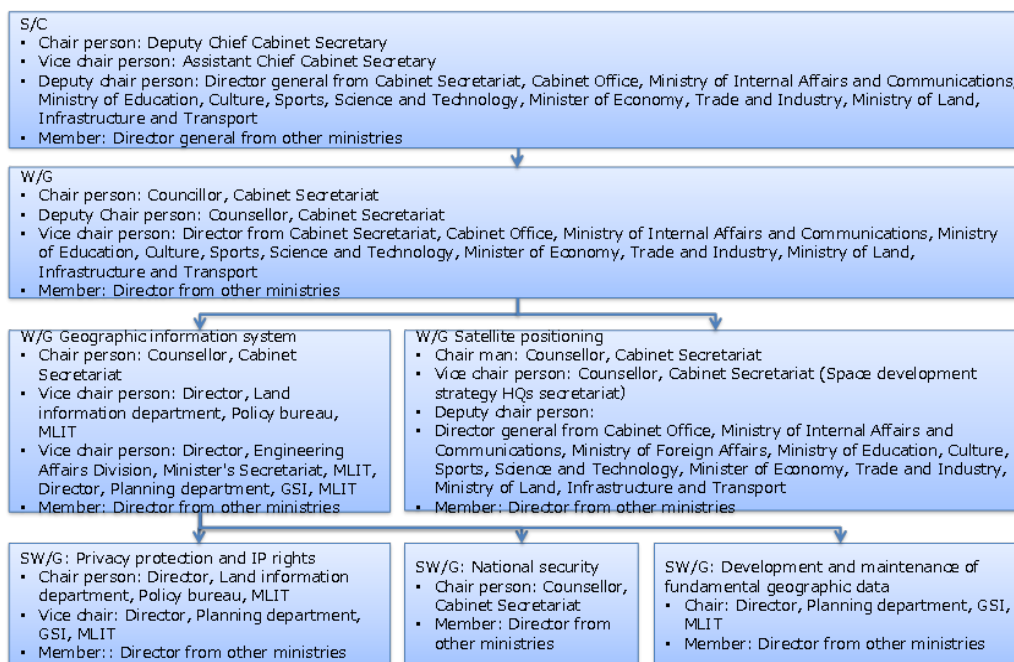 S/C
• Chair person: Deputy Chief Cabinet Secretary
• Vice chair person: Assistant Chief Cabinet Secretary
• Deputy chair person: Director general from Cabinet Secretariat, Cabinet Office, Ministry of Internal Affairs and Communications,
Ministry of Education, Culture, Sports, Science and Technology, Minister of Economy, Trade and Industry, Ministry of Land,
Infrastructure and Transport
• Member: Director general from other ministries
W/G
• Chair person: Councillor, Cabinet Secretariat
• Deputy Chair person: Counsellor, Cabinet Secretariat
• Vice chair person: Director from Cabinet Secretariat, Cabinet Office, Ministry of Internal Affairs and Communications, Ministry
of Education, Culture, Sports, Science and Technology, Minister of Economy, Trade and Industry, Ministry of Land,
Infrastructure and Transport
• Member: Director from other ministries
W/G Geographic information system
• Chair person: Counsellor, Cabinet
Secretariat
• Vice chair person: Director, Land
information department, Policy bureau,
MLIT
• Vice chair person: Director, Engineering
Affairs Division, Minister's Secretariat, MLIT,
Director, Planning department, GSI, MLIT
• Member: Director from other ministries
W/G Satellite positioning
• Chair man: Counsellor, Cabinet Secretariat
• Vice chair person: Counsellor, Cabinet Secretariat (Space development
strategy HQs secretariat)
• Deputy chair person:
• Director general from Cabinet Office, Ministry of Internal Affairs and
Communications, Ministry of Foreign Affairs, Ministry of Education, Culture,
Sports, Science and Technology, Minister of Economy, Trade and Industry,
Ministry of Land, Infrastructure and Transport
• Member: Director from other ministries
SW/G: Privacy protection and IP rights
• Chair person: Director, Land information
department, Policy bureau, MLIT
• Vice chair: Director, Planning department,
GSI, MLIT
• Member:: Director from other ministries
SW/G: National security
• Chair person: Counsellor,
Cabinet Secretariat
• Member: Director from
other ministries
SW/G: Development and maintenance of
fundamental geographic data
• Chair: Director, Planning department, GSI,
MLIT
• Member: Director from other ministries